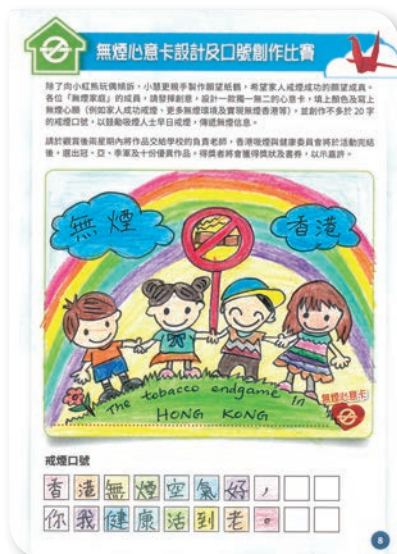 無煙心意卡設計及口號創作比賽
除了向小紅熊玩偶傾訴，小慧更親手製作願望紙鶴，希望家人戒煙成功的願望成真。
各位「無煙家庭」的成員，請發揮創意，設計一款獨一無二的心意卡，填上顏色及寫上
無煙心願（例如家人成功戒煙、更多無煙環境及實現無煙香港等），並創作不多於 20 字
的戒煙口號，以鼓勵吸煙人士早日戒煙，傳遞無煙信息。
請於觀賞後兩星期內將作品交給學校的負責老師，香港吸煙與健康委員會將於活動完結
後，選出冠、亞、季軍及十份優異作品。得獎者將會獲得獎狀及書券，以示嘉許。
無煙
香港
The tobacco endgame in
HONG KONG
無煙心意卡
戒煙口號
香港無煙空氣好，
你我健康活到老。
8